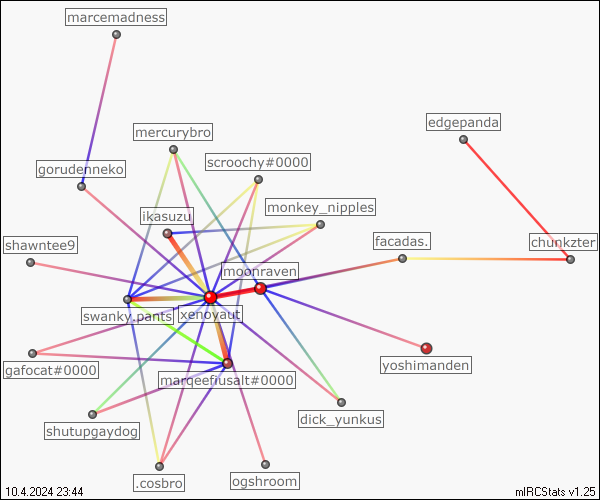 marcemadness
edgepanda
mercurybro
scroochy#0000
gorudenneko
monkey_nipples
ikasuzu
facadas.
chunkzter
shawntee9
moonraven
swanky.pants
xenoyaut
gafocat#0000
yoshimanden
marqeefiusalt#0000
dick_yunkus
shutupgaydog
.cosbro
ogshroom
10.4.2024 23:44
mIRCStats v1.25